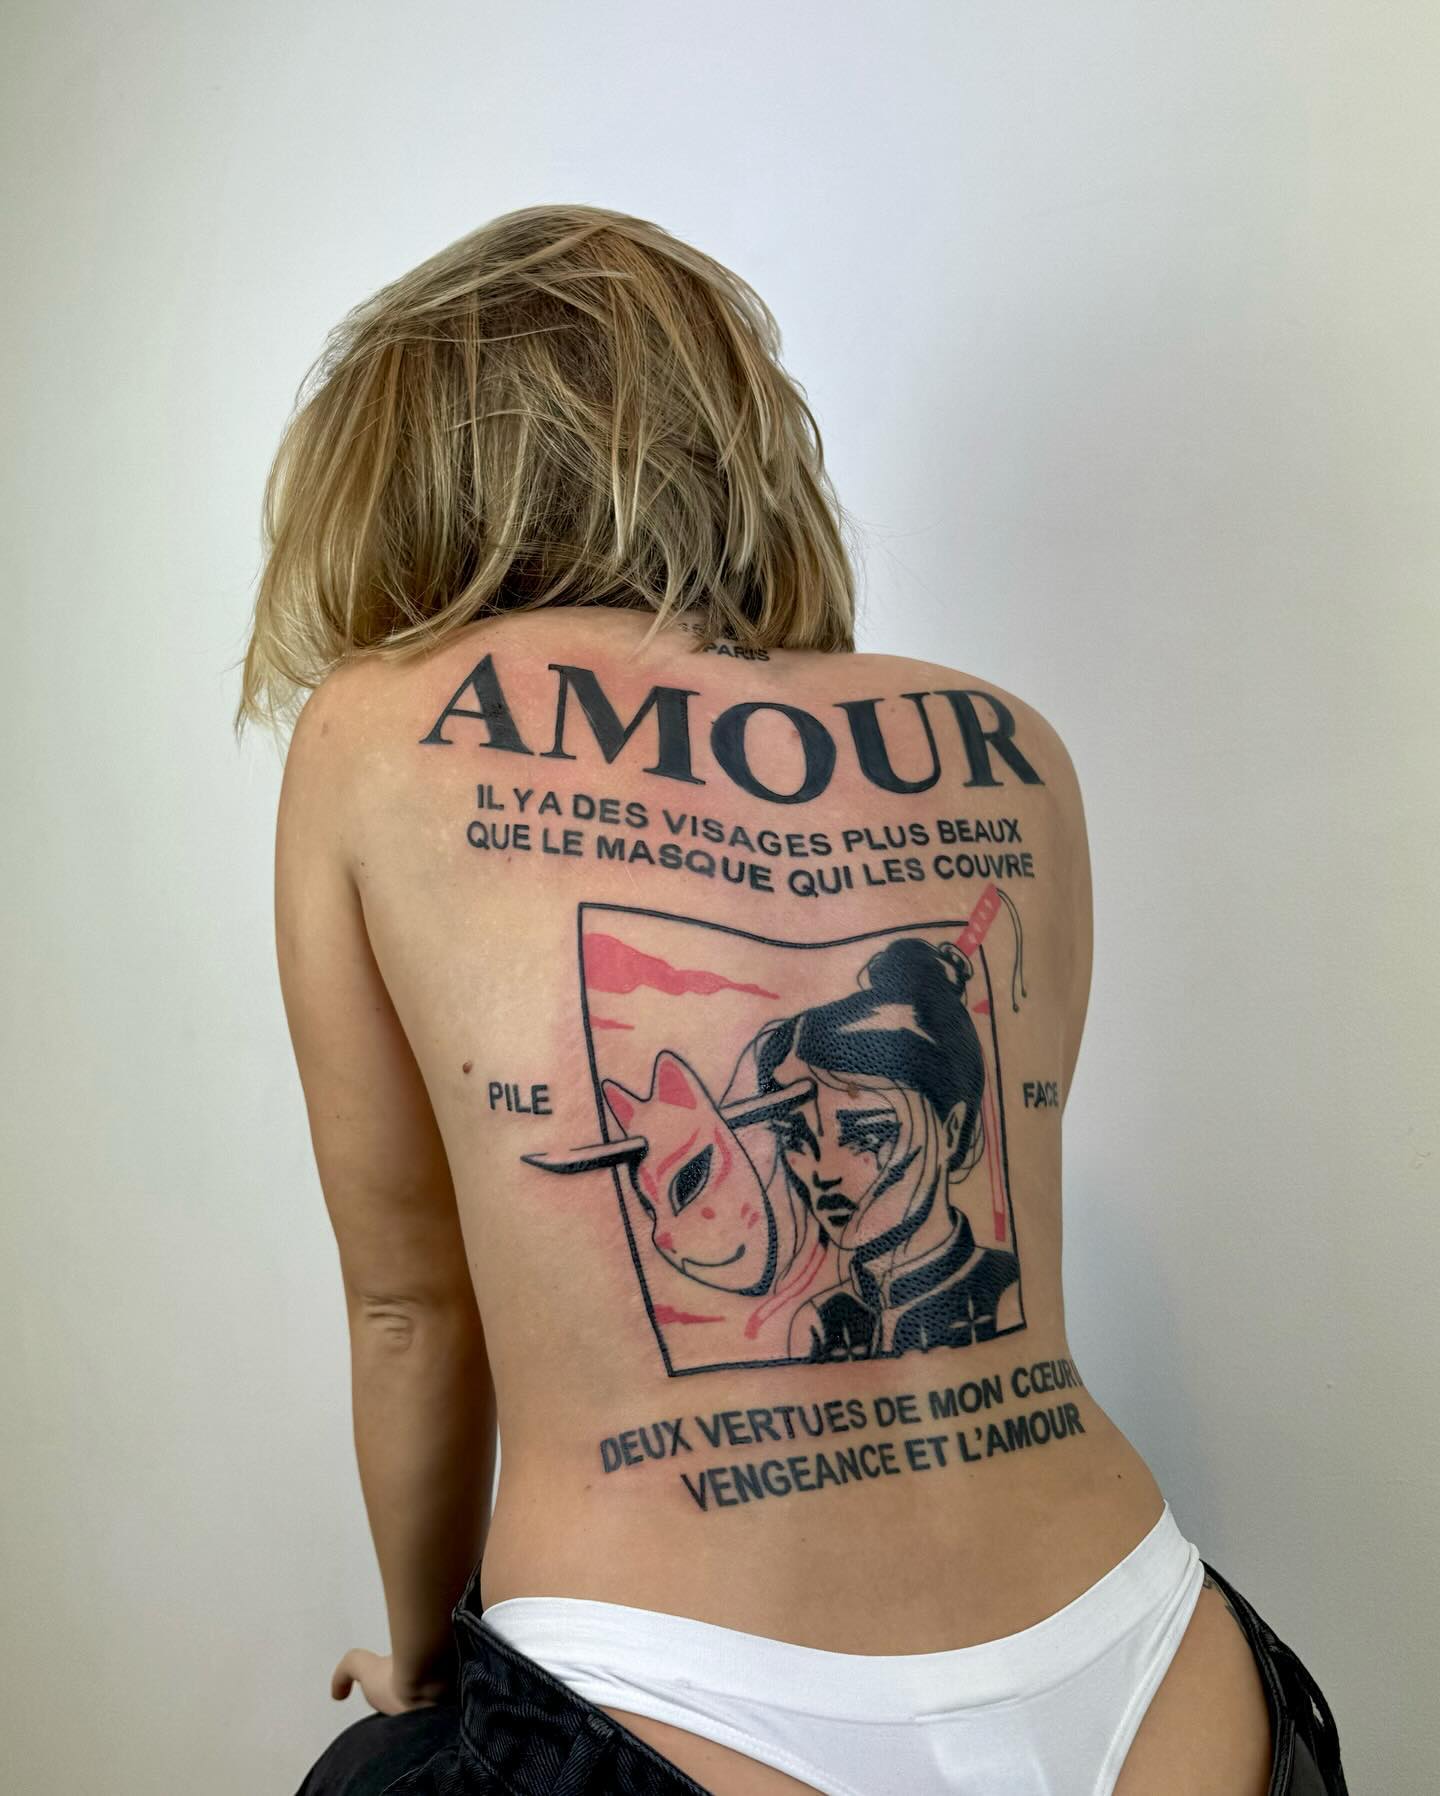 PARIS
AMOUR
IL Y A DES VISAGES PLUS BEAUX
QUE LE MASQUE QUI LES COUVRE
PILE
FACE
DEUX VERTUES DE MON CŒUR
VENGEANCE ET L'AMOUR